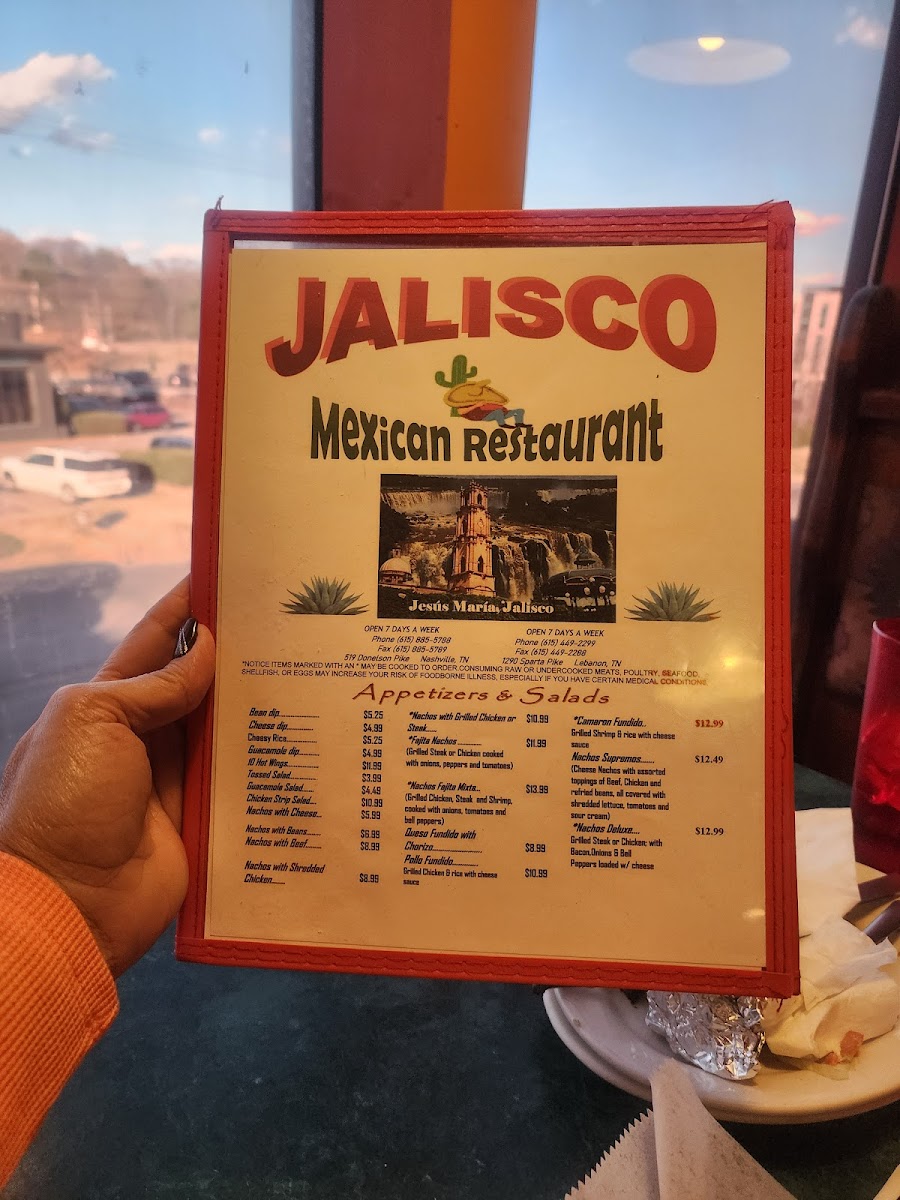 JALISCO
Mexican Restaurant
Jesús María, Jalisco
OPEN 7 DAYS A WEEK
Phone (615) 885-5788
Fax (615) 885-5789
519 Donelson Pike Nashville, TN
OPEN 7 DAYS A WEEK
Phone (615) 449-2299
Fax (615) 449-2288
1290 Sparta Pike Lebanon, TN
*NOTICE ITEMS MARKED WITH AN * MAY BE COOKED TO ORDER.CONSUMING RAW OR UNDERCOOKED MEATS, POULTRY, SEAFOOD,
SHELLFISH, OR EGGS MAY INCREASE YOUR RISK OF FOODBORNE ILLNESS, ESPECIALLY IF YOU HAVE CERTAIN MEDICAL CONDITIONS
Appetizers & Salads
Bean dip.................... $5.25
Cheese dip................ $4.99
Cheesy Rice.............. $5.25
Guacamole dip........... $4.99
10 Hot Wings............. $11.99
Tossed Salad............. $3.99
Guacamole Salad...... $4.49
Chicken Strip Salad.... $10.99
Nachos with Cheese... $5.99
Nachos with Beans....... $6.99
Nachos with Beef......... $8.99
Nachos with Shredded
Chicken....... $8.99
*Nachos with Grilled Chicken or $10.99
Steak......
*Fajita Nachos ............. $11.99
(Grilled Steak or Chicken cooked
with onions, peppers and tomatoes)
*Nachos Fajita Mixta... $13.99
(Grilled Chicken, Steak and Shrimp,
cooked with onions, tomatoes and
bell peppers)
Queso Fundido with
Chorizo........................ $8.99
Pollo Fundido.............
Grilled Chicken & rice with cheese $10.99
sauce
*Camaron Fundido.. $12.99
Grilled Shrimp & rice with cheese
sauce
Nachos Supremos....... $12.49
(Cheese Nachos with assorted
toppings of Beef, Chicken and
refried beans, all covered with
shredded lettuce, tomatoes and
sour cream)
*Nachos Deluxe.... $12.99
Grilled Steak or Chicken; with
Bacon,Onions & Bell
Peppers loaded w/ cheese